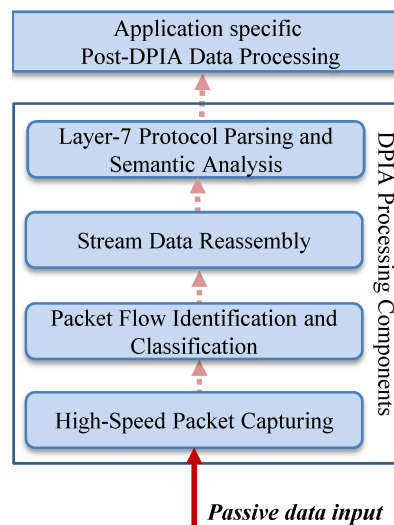 Application specific
Post-DPIA Data Processing
Layer-7 Protocol Parsing and
Semantic Analysis
Stream Data Reassembly
Packet Flow Identification and
Classification
High-Speed Packet Capturing
DPIA Processing Components
Passive data input